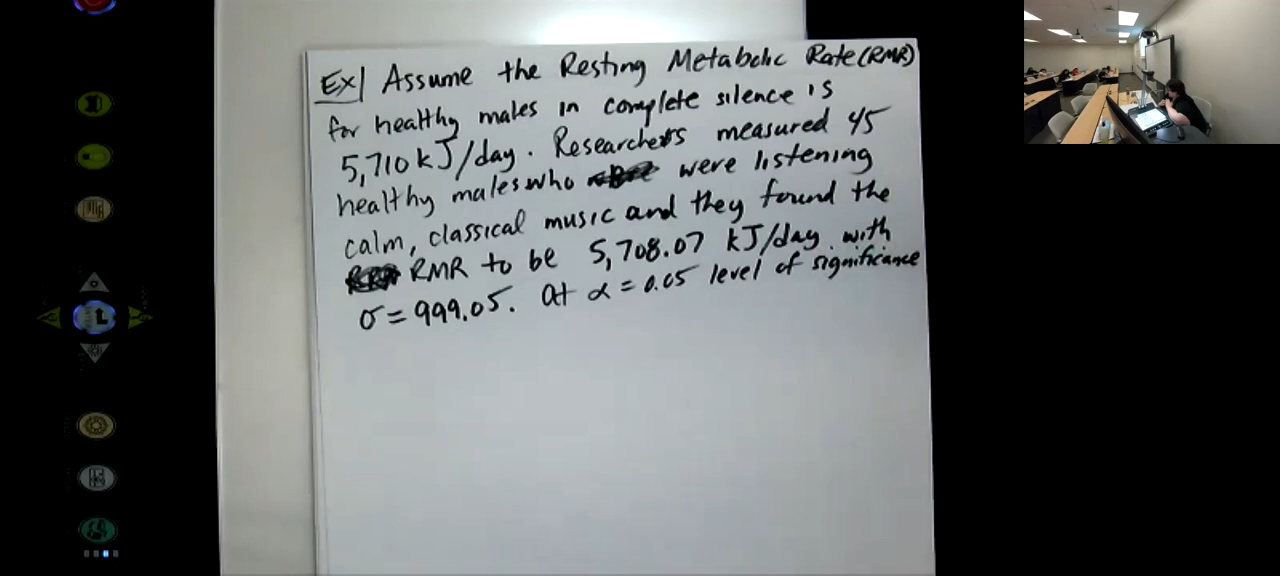 Ex| Assume the Resting Metabolic Rate (RMR)
for healthy males in complete silence is
5,710 kJ/day. Researchers measured 45
healthy males who were listening
calm, classical music and they found the
RMR to be 5,708.07 kJ/day with
σ = 999.05. At α = 0.05 level of significance